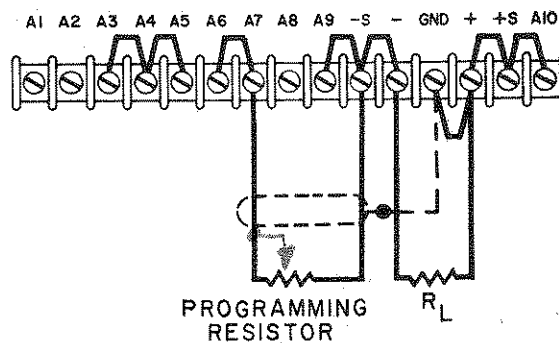 A1 A2 A3 A4 A5 A6 A7 A8 A9 -S - GND + +S A10
PROGRAMMING
RESISTOR
RL